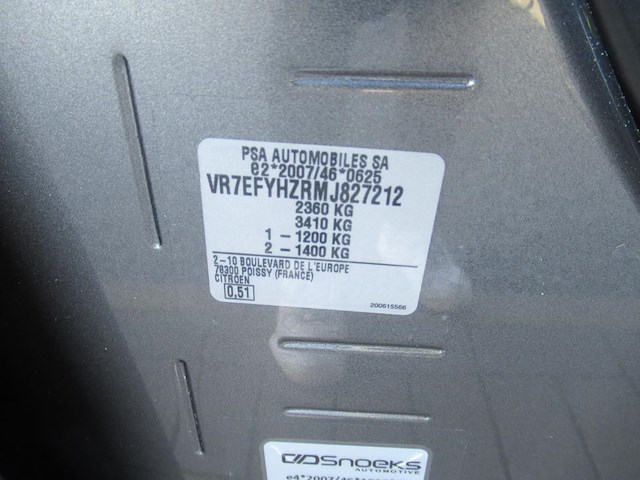 PSA AUTOMOBILES SA
e2*2007/46*0625
VR7EFYHZRMJ827212
2360 KG
3410 KG
1 – 1200 KG
2 – 1400 KG
2–10 BOULEVARD DE L'EUROPE
78300 POISSY (FRANCE)
CITROEN
0.51
200615566
snoeks
AUTOMOTIVE